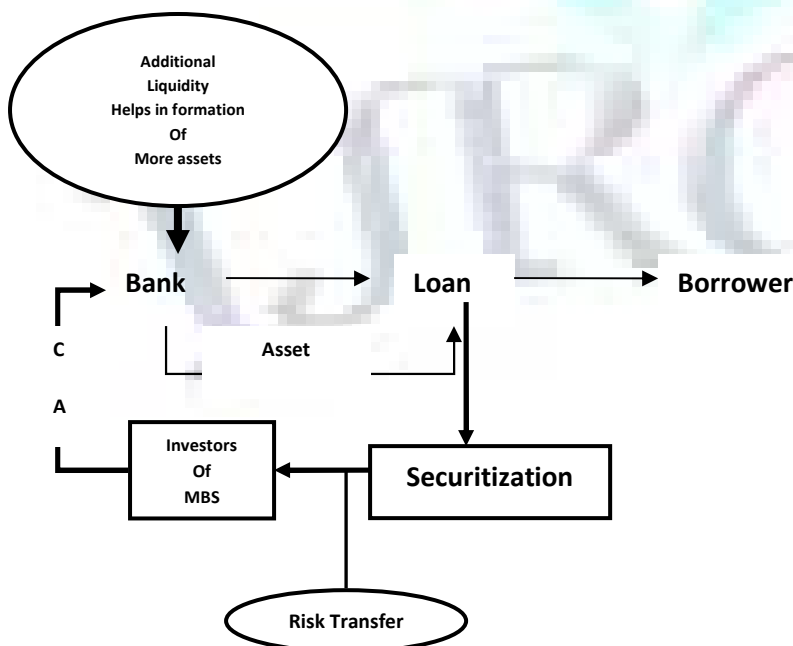 Additional
Liquidity
Helps in formation
Of
More assets
Bank
Loan
Borrower
Asset
C
A
Investors
Of
MBS
Securitization
Risk Transfer